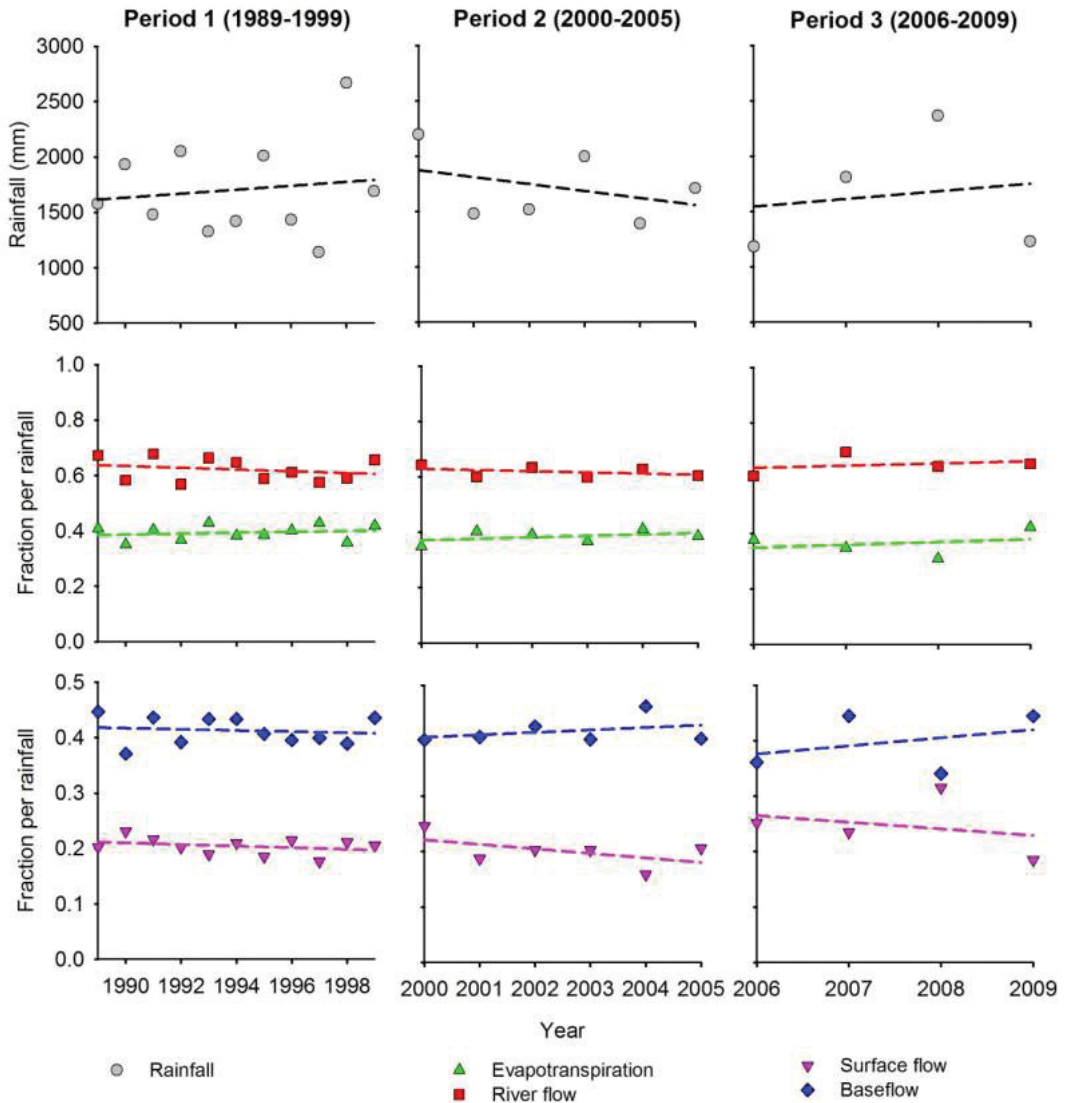 Period 1 (1989-1999)
Period 2 (2000-2005)
Period 3 (2006-2009)
Rainfall (mm)
3000
2500
2000
1500
1000
500
Fraction per rainfall
1.0
0.8
0.6
0.4
0.2
0.0
Fraction per rainfall
0.5
0.4
0.3
0.2
0.1
0.0
1990 1992 1994 1996 1998
2000 2001 2002 2003 2004 2005
2006 2007 2008 2009
Year
Rainfall
Evapotranspiration
River flow
Surface flow
Baseflow